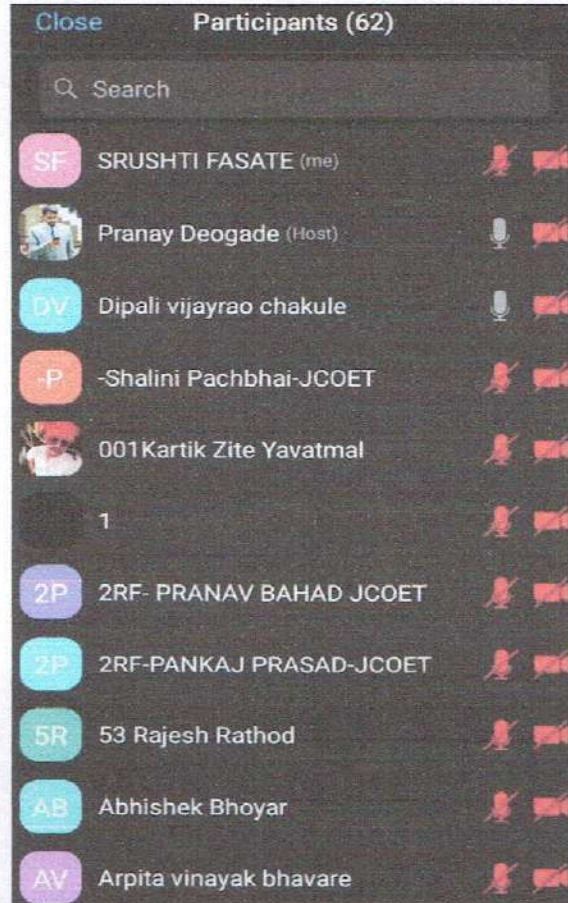 Close Participants (62)
Search
SF SRUSHTI FASATE (me)
Pranay Deogade (Host)
DV Dipali vijayrao chakule
-P -Shalini Pachbhai-JCOET
001Kartik Zite Yavatmal
1
2P 2RF- PRANAV BAHAD JCOET
2P 2RF-PANKAJ PRASAD-JCOET
5R 53 Rajesh Rathod
AB Abhishek Bhoyar
AV Arpita vinayak bhavare